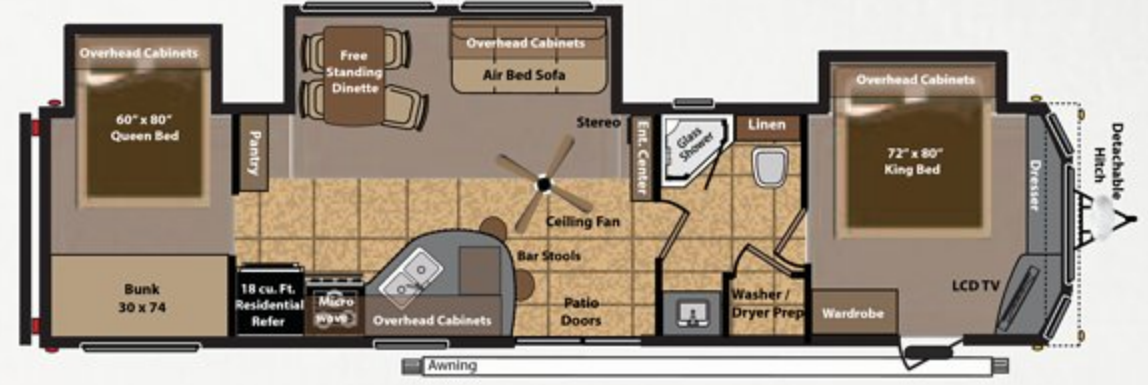 Overhead Cabinets
60" x 80"
Queen Bed
Bunk
30 x 74
Pantry
Free
Standing
Dinette
Overhead Cabinets
Air Bed Sofa
Stereo
Ent. Center
Ceiling Fan
Bar Stools
18 cu. Ft.
Residential
Refer
Micro
wave
Overhead Cabinets
Patio
Doors
Glass
Shower
Linen
Washer /
Dryer Prep
Overhead Cabinets
72" x 80"
King Bed
Dresser
LCD TV
Wardrobe
Detachable
Hitch
Awning